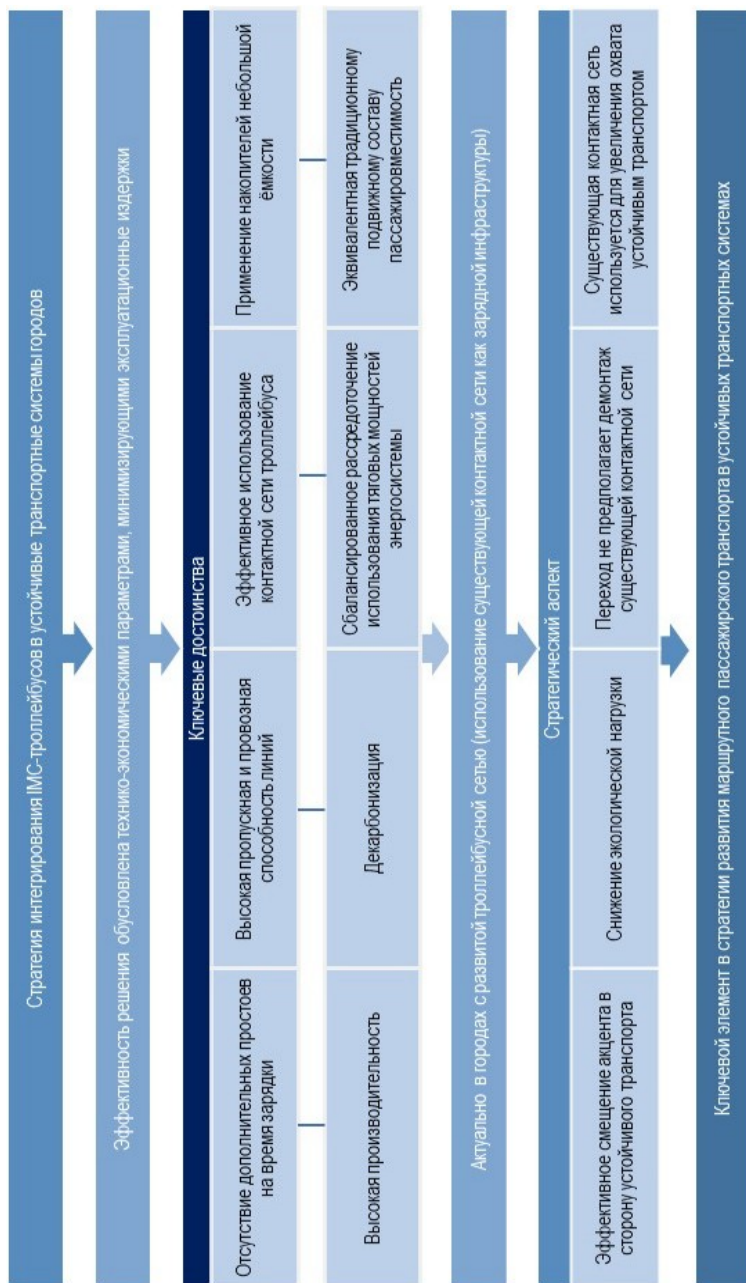 Стратегия интегрирования IMC-троллейбусов в устойчивые транспортные системы городов
Эффективность решения обусловлена технико-экономическими параметрами, минимизирующими эксплуатационные издержки
Ключевые достоинства
Отсутствие дополнительных простоев
на время зарядки
Высокая пропускная и провозная
способность линий
Эффективное использование
контактной сети троллейбуса
Применение накопителей небольшой
ёмкости
Высокая производительность
Декарбонизация
Сбалансированное рассредоточение
использования тяговых мощностей
энергосистемы
Эквивалентная традиционному
подвижному составу
пассажировместимость
Актуально в городах с развитой троллейбусной сетью (использование существующей контактной сети как зарядной инфраструктуры)
Стратегический аспект
Эффективное смещение акцента в
сторону устойчивого транспорта
Снижение экологической нагрузки
Переход не предполагает демонтаж
существующей контактной сети
Существующая контактная сеть
используется для увеличения охвата
устойчивым транспортом
Ключевой элемент в стратегии развития маршрутного пассажирского транспорта в устойчивых транспортных системах